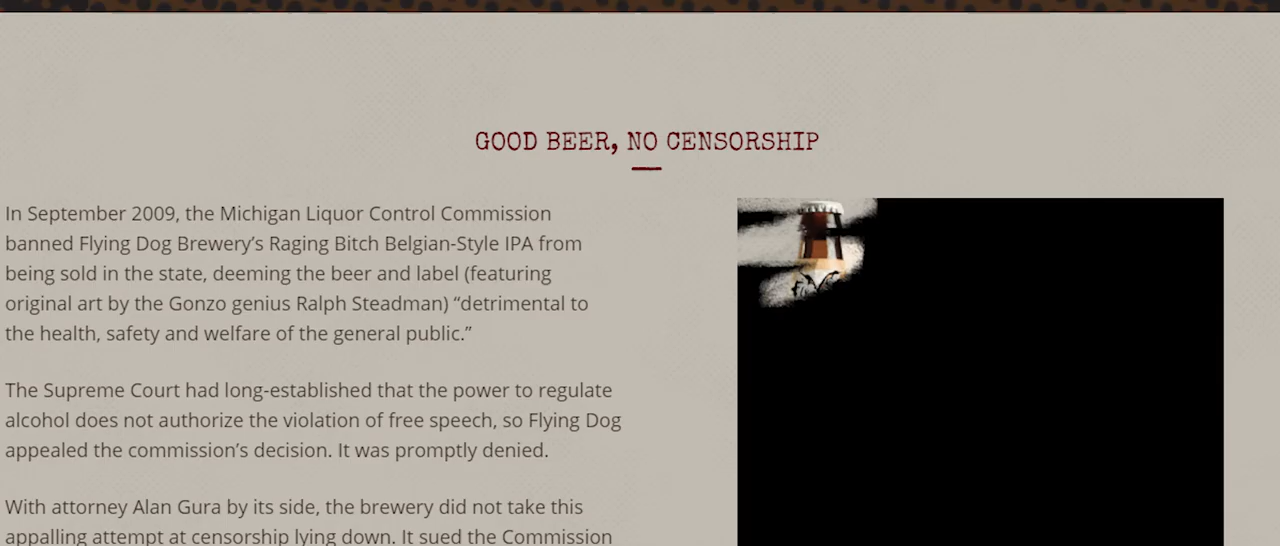 GOOD BEER, NO CENSORSHIP
In September 2009, the Michigan Liquor Control Commission
banned Flying Dog Brewery’s Raging Bitch Belgian-Style IPA from
being sold in the state, deeming the beer and label (featuring
original art by the Gonzo genius Ralph Steadman) “detrimental to
the health, safety and welfare of the general public.”
The Supreme Court had long-established that the power to regulate
alcohol does not authorize the violation of free speech, so Flying Dog
appealed the commission’s decision. It was promptly denied.
With attorney Alan Gura by its side, the brewery did not take this
appalling attempt at censorship lying down. It sued the Commission